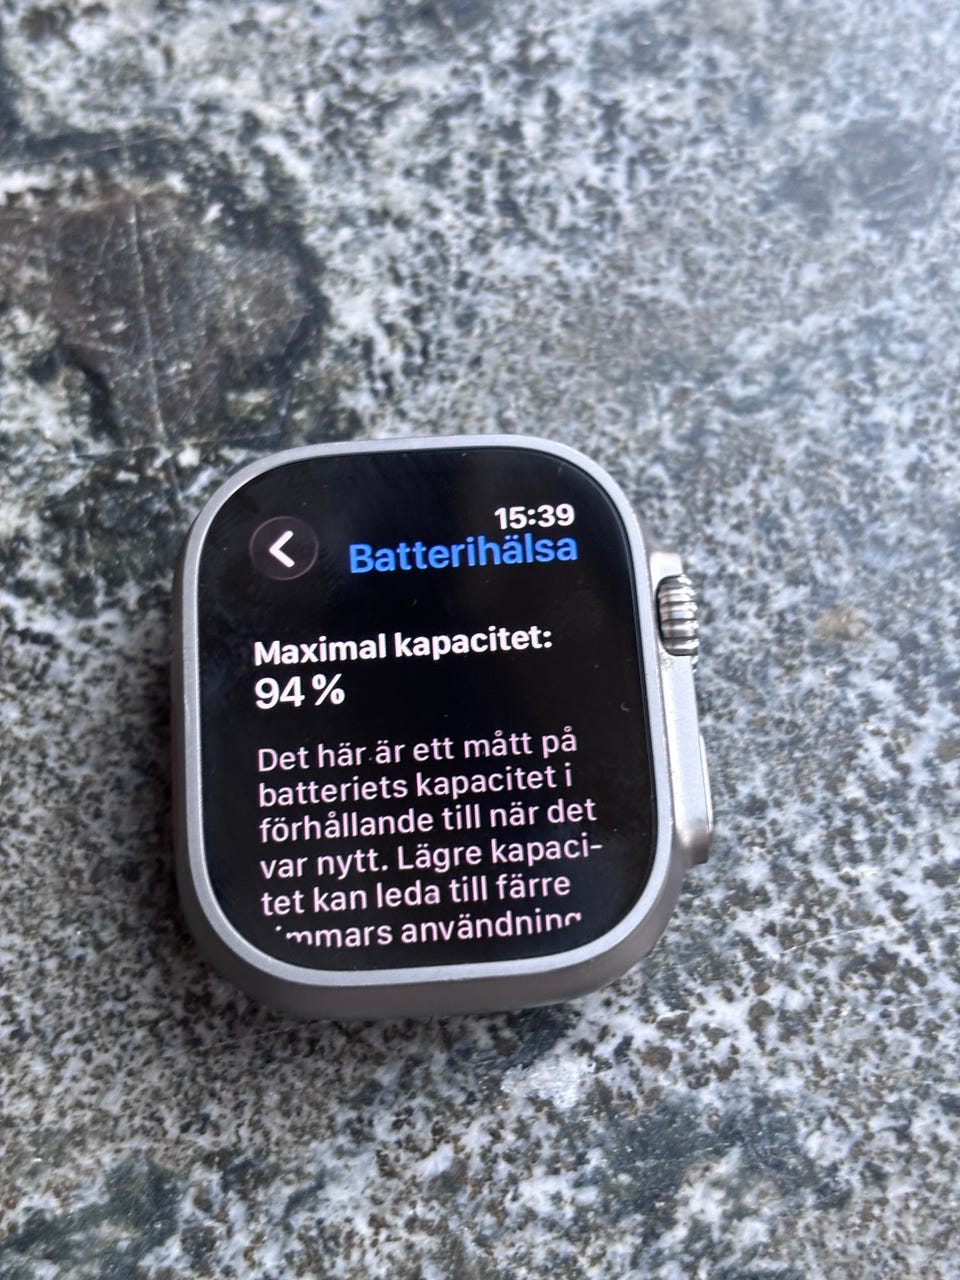 15:39
Batterihälsa
Maximal kapacitet:
94 %
Det här är ett mått på
batteriets kapacitet i
förhållande till när det
var nytt. Lägre kapaci-
tet kan leda till färre
användning